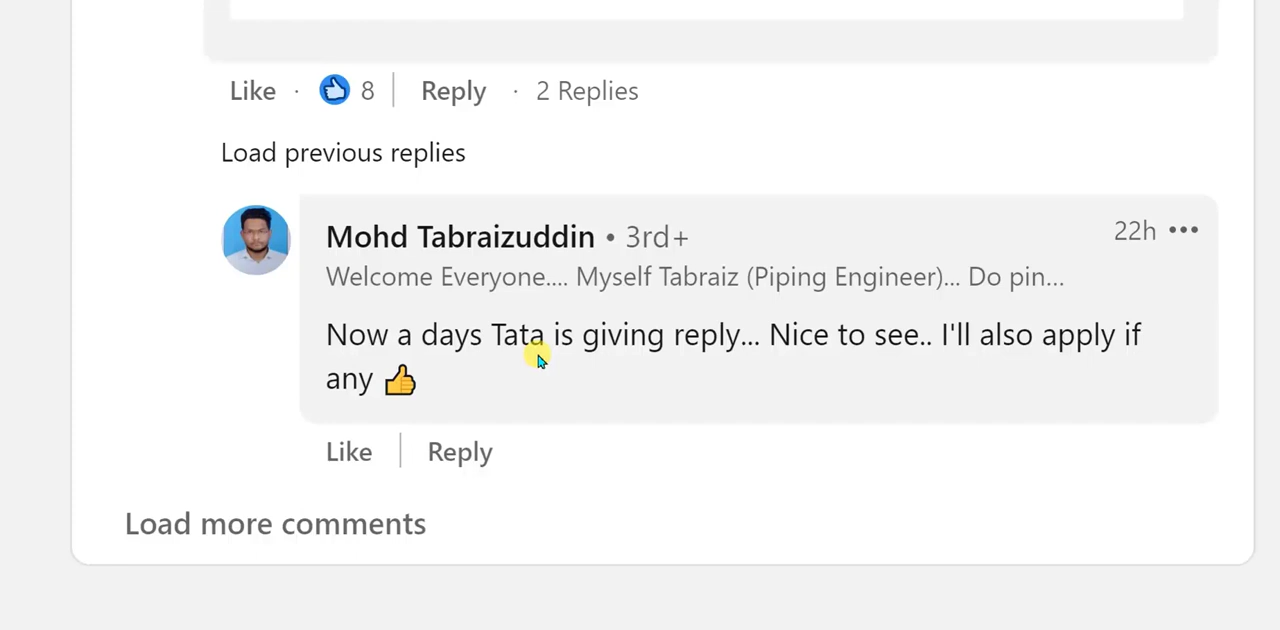 Like · 8 Reply · 2 Replies
Load previous replies
Mohd Tabraizuddin • 3rd+ 22h
Welcome Everyone.... Myself Tabraiz (Piping Engineer)... Do pin...
Now a days Tata is giving reply... Nice to see.. I'll also apply if
any 👍
Like Reply
Load more comments